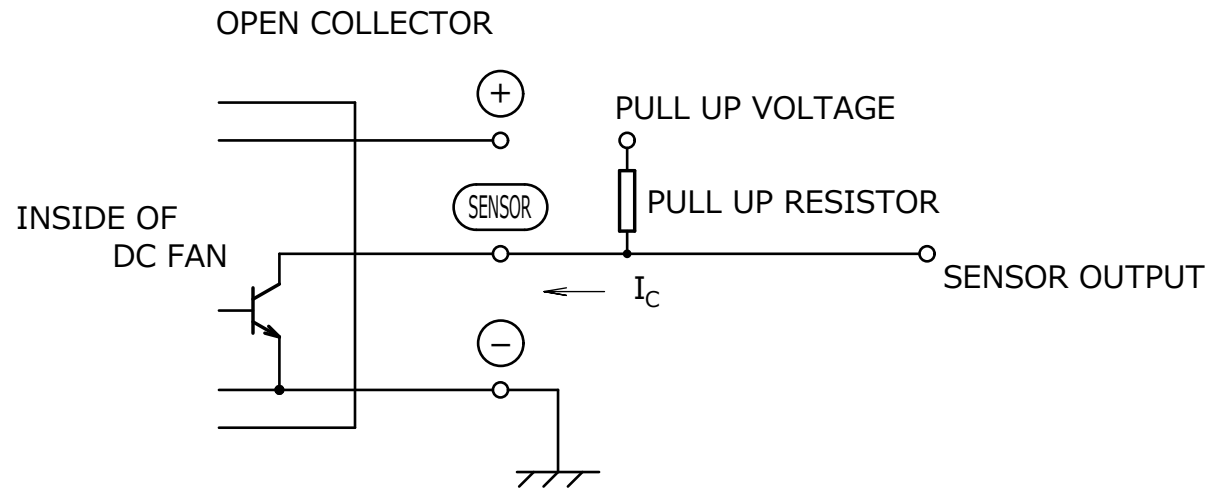 OPEN COLLECTOR
+
PULL UP VOLTAGE
SENSOR
PULL UP RESISTOR
INSIDE OF
DC FAN
SENSOR OUTPUT
IC
−